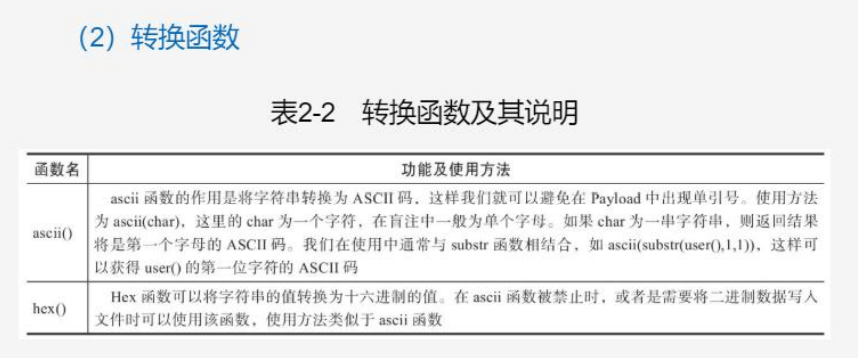 （2）转换函数
表2-2 转换函数及其说明
函数名 功能及使用方法
ascii 函数的作用是将字符串转换为 ASCII 码，这样我们就可以避免在 Payload 中出现单引号。使用方法
为 ascii(char)，这里的 char 为一个字符，在盲注中一般为单个字母。如果 char 为一串字符串，则返回结果
ascii()
将是第一个字母的 ASCII 码。我们在使用中通常与 substr 函数相结合，如 ascii(substr(user(),1,1))，这样可
以获得 user() 的第一位字符的 ASCII 码
Hex 函数可以将字符串的值转换为十六进制的值。在 ascii 函数被禁止时，或者是需要将二进制数据写入
hex()
文件时可以使用该函数，使用方法类似于 ascii 函数